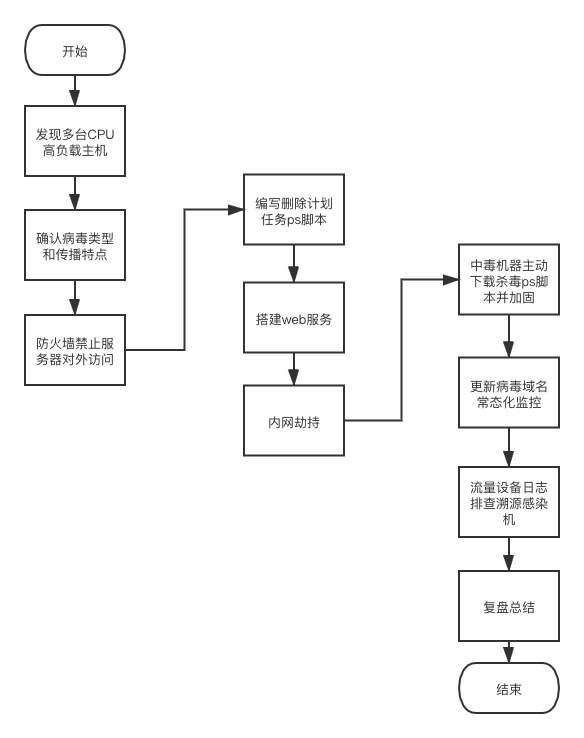 开始
发现多台CPU
高负载主机
确认病毒类型
和传播特点
防火墙禁止服
务器对外访问
编写删除计划
任务ps脚本
搭建web服务
内网劫持
中毒机器主动
下载杀毒ps脚
本并加固
更新病毒域名
常态化监控
流量设备日志
排查溯源感染
机
复盘总结
结束